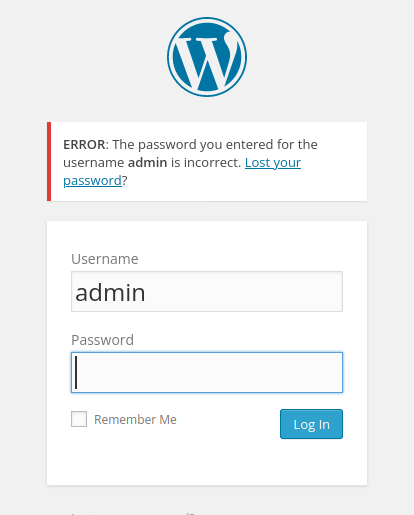 ERROR: The password you entered for the
username admin is incorrect. Lost your
password?
Username
admin
Password
Remember Me
Log In